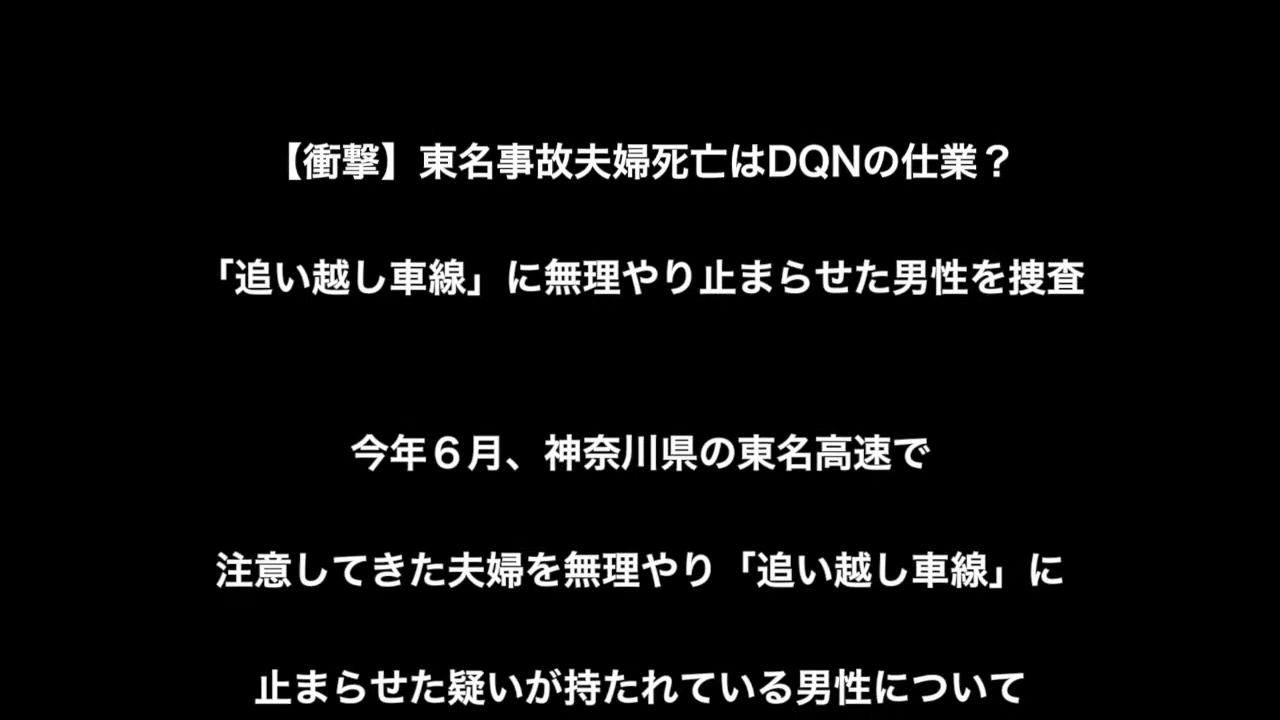 【衝撃】東名事故夫婦死亡はDQNの仕業？
「追い越し車線」に無理やり止まらせた男性を捜査
今年６月、神奈川県の東名高速で
注意してきた夫婦を無理やり「追い越し車線」に
止まらせた疑いが持たれている男性について